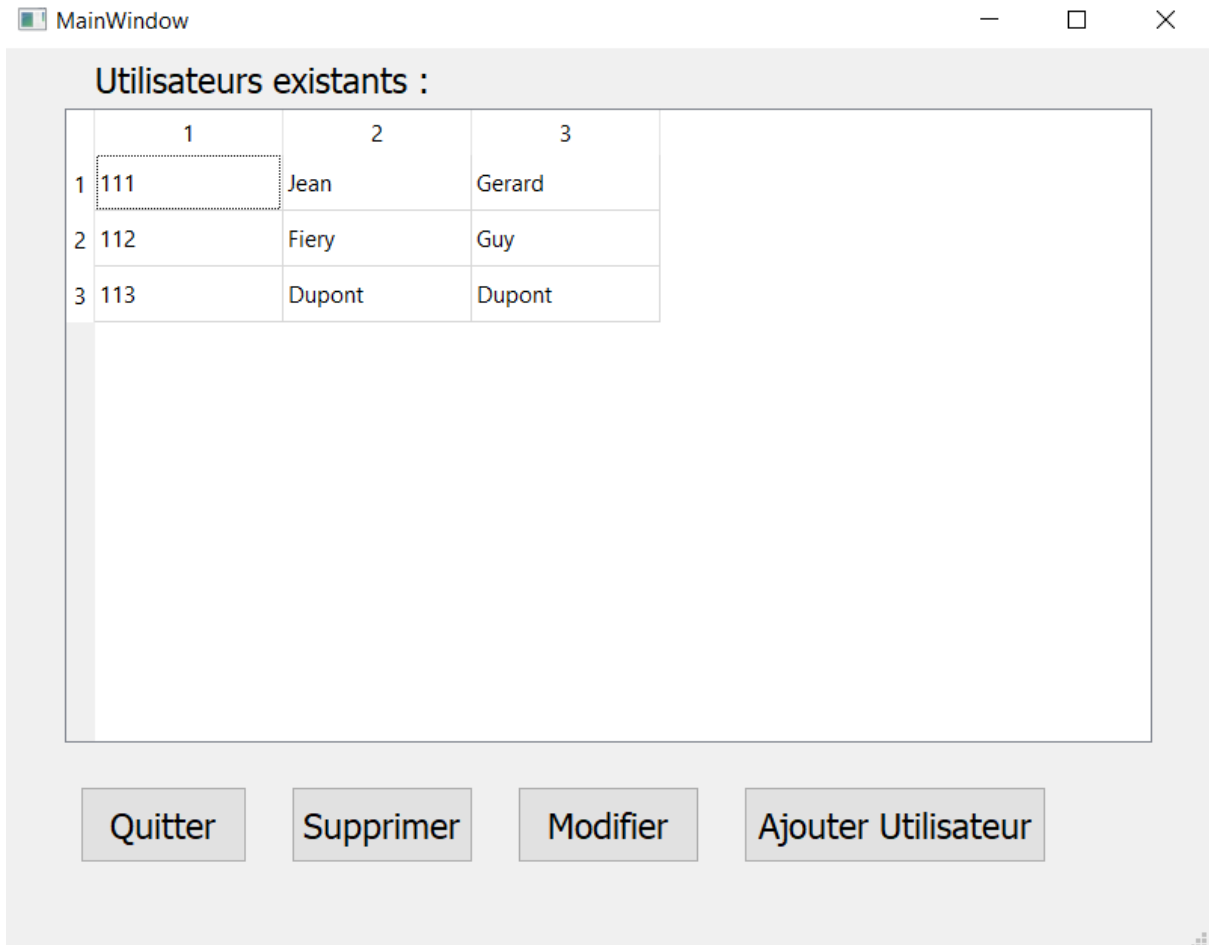 MainWindow
Utilisateurs existants :
1 2 3
1 111 Jean Gerard
2 112 Fiery Guy
3 113 Dupont Dupont
Quitter Supprimer Modifier Ajouter Utilisateur